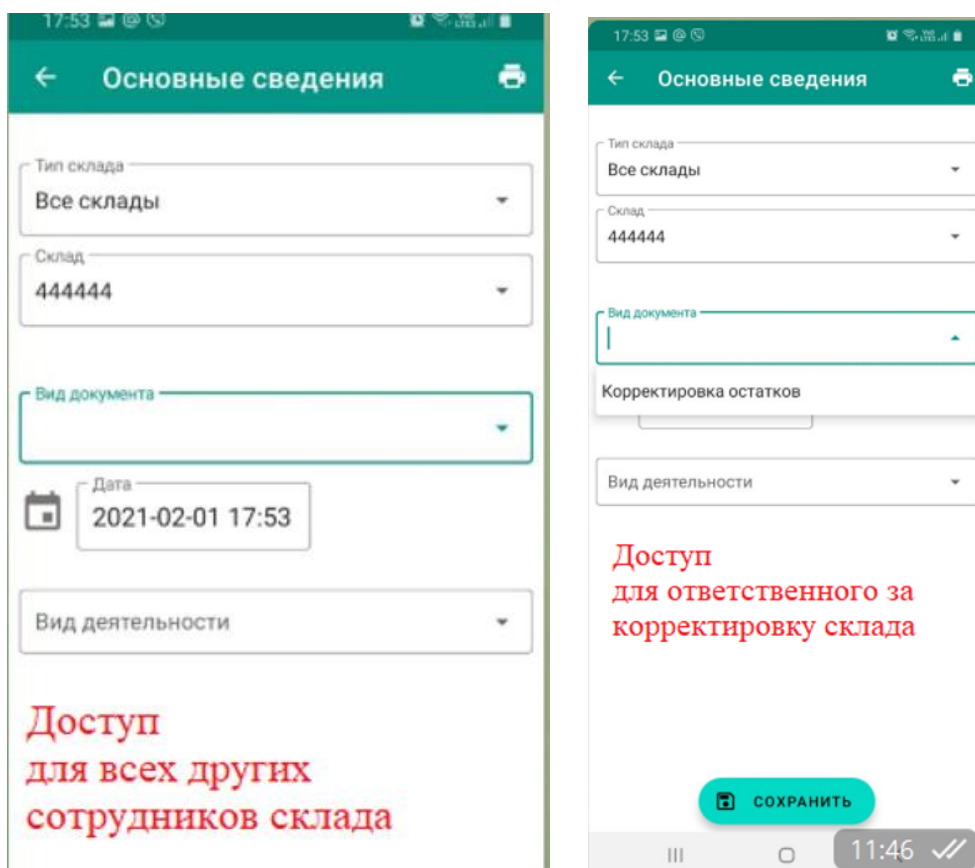 17:53
Основные сведения
Тип склада
Все склады
Склад
444444
Вид документа
Дата
2021-02-01 17:53
Вид деятельности
Доступ
для всех других
сотрудников склада
17:53
Основные сведения
Тип склада
Все склады
Склад
444444
Вид документа
Корректировка остатков
Вид деятельности
Доступ
для ответственного за
корректировку склада
СОХРАНИТЬ
11:46